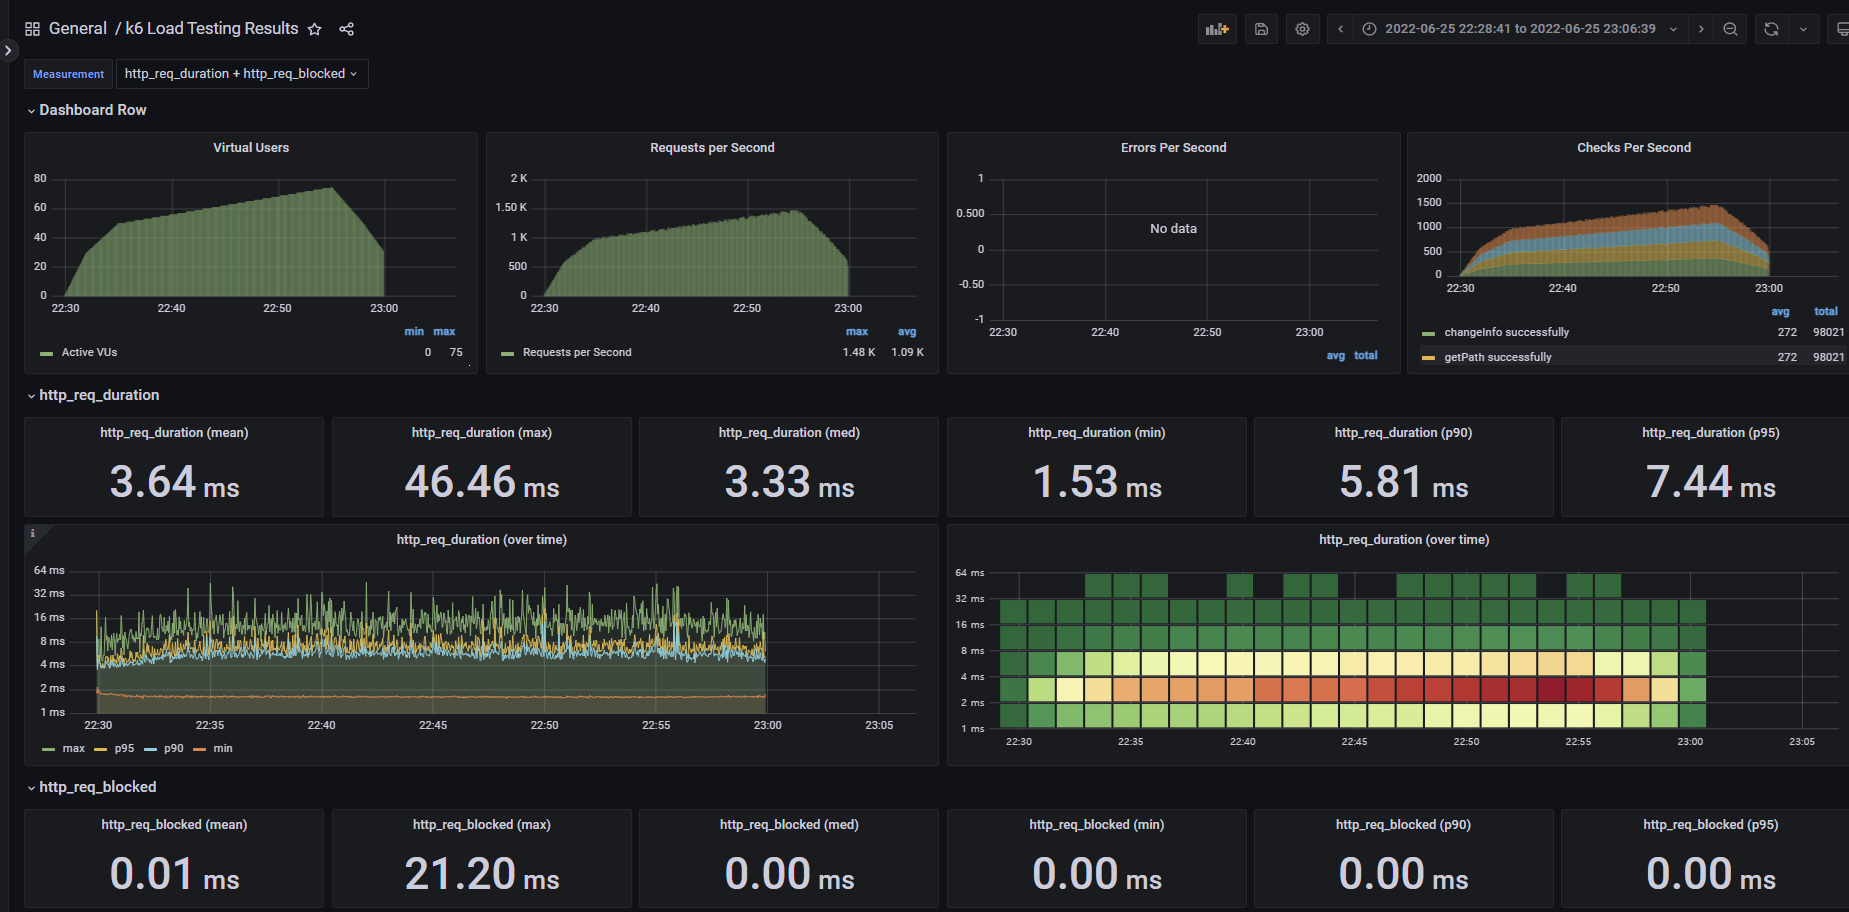 General / k6 Load Testing Results
2022-06-25 22:28:41 to 2022-06-25 23:06:39
Measurement http_req_duration + http_req_blocked
Dashboard Row
Virtual Users
80
60
40
20
0
22:30 22:40 22:50 23:00
min max
Active VUs 0 75
Requests per Second
2 K
1.50 K
1 K
500
0
22:30 22:40 22:50 23:00
max avg
Requests per Second 1.48 K 1.09 K
Errors Per Second
1
0.500
0
-0.50
-1
No data
22:30 22:40 22:50 23:00
avg total
Checks Per Second
2000
1500
1000
500
0
22:30 22:40 22:50 23:00
avg total
changeInfo successfully 272 98021
getPath successfully 272 98021
http_req_duration
http_req_duration (mean)
3.64 ms
http_req_duration (max)
46.46 ms
http_req_duration (med)
3.33 ms
http_req_duration (min)
1.53 ms
http_req_duration (p90)
5.81 ms
http_req_duration (p95)
7.44 ms
i
http_req_duration (over time)
64 ms
32 ms
16 ms
8 ms
4 ms
2 ms
1 ms
22:30 22:35 22:40 22:45 22:50 22:55 23:00 23:05
max p95 p90 min
http_req_duration (over time)
64 ms
32 ms
16 ms
8 ms
4 ms
2 ms
1 ms
22:30 22:35 22:40 22:45 22:50 22:55 23:00 23:05
http_req_blocked
http_req_blocked (mean)
0.01 ms
http_req_blocked (max)
21.20 ms
http_req_blocked (med)
0.00 ms
http_req_blocked (min)
0.00 ms
http_req_blocked (p90)
0.00 ms
http_req_blocked (p95)
0.00 ms